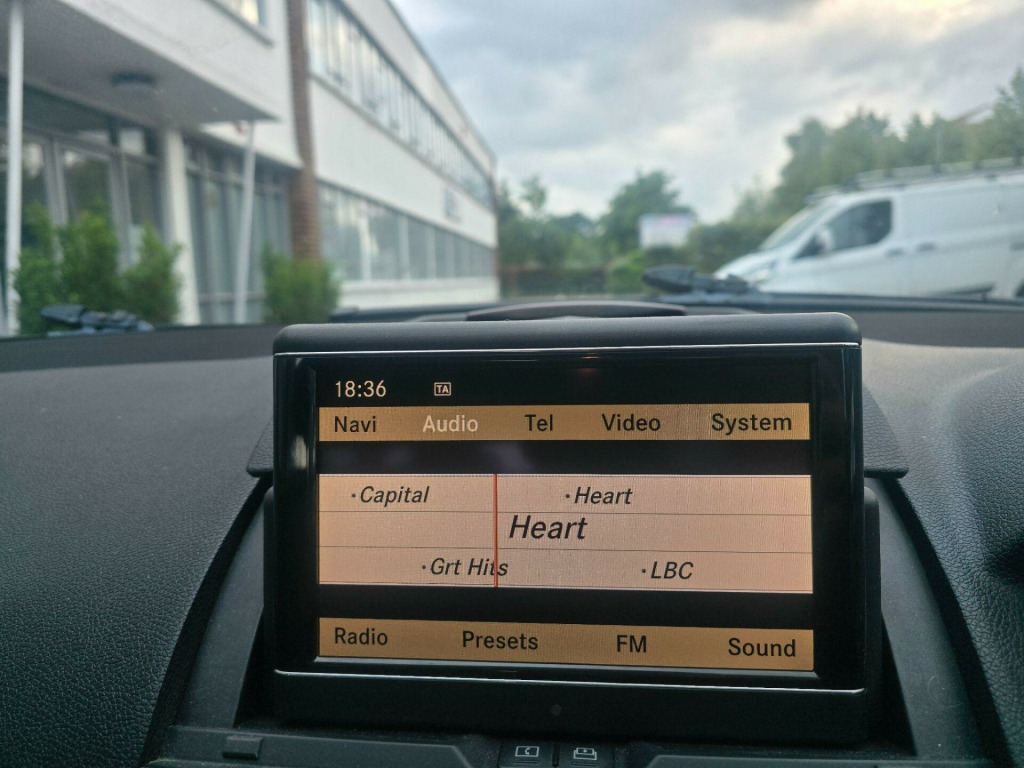 18:36 TA
Navi Audio Tel Video System
·Capital ·Heart
Heart
·Grt Hits ·LBC
Radio Presets FM Sound